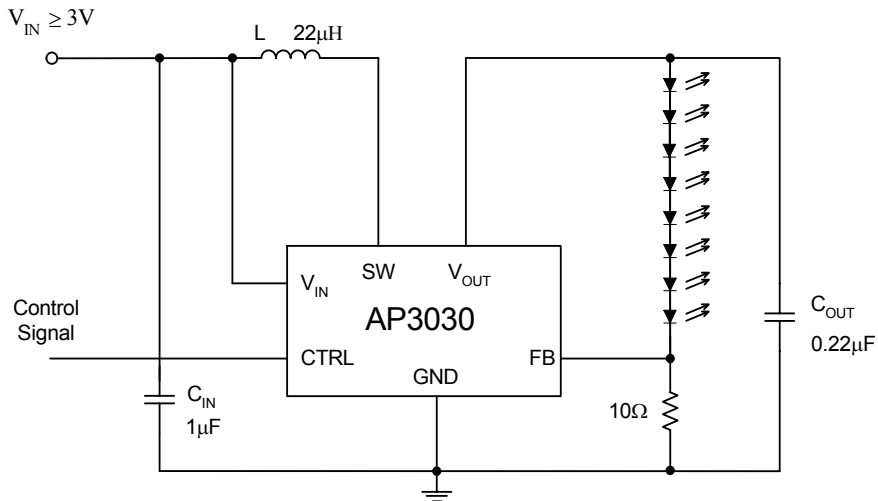 V_IN ≥ 3V
L 22μH
SW
V_OUT
V_IN
AP3030
Control
Signal
CTRL
FB
GND
C_OUT
0.22μF
C_IN
1μF
10Ω